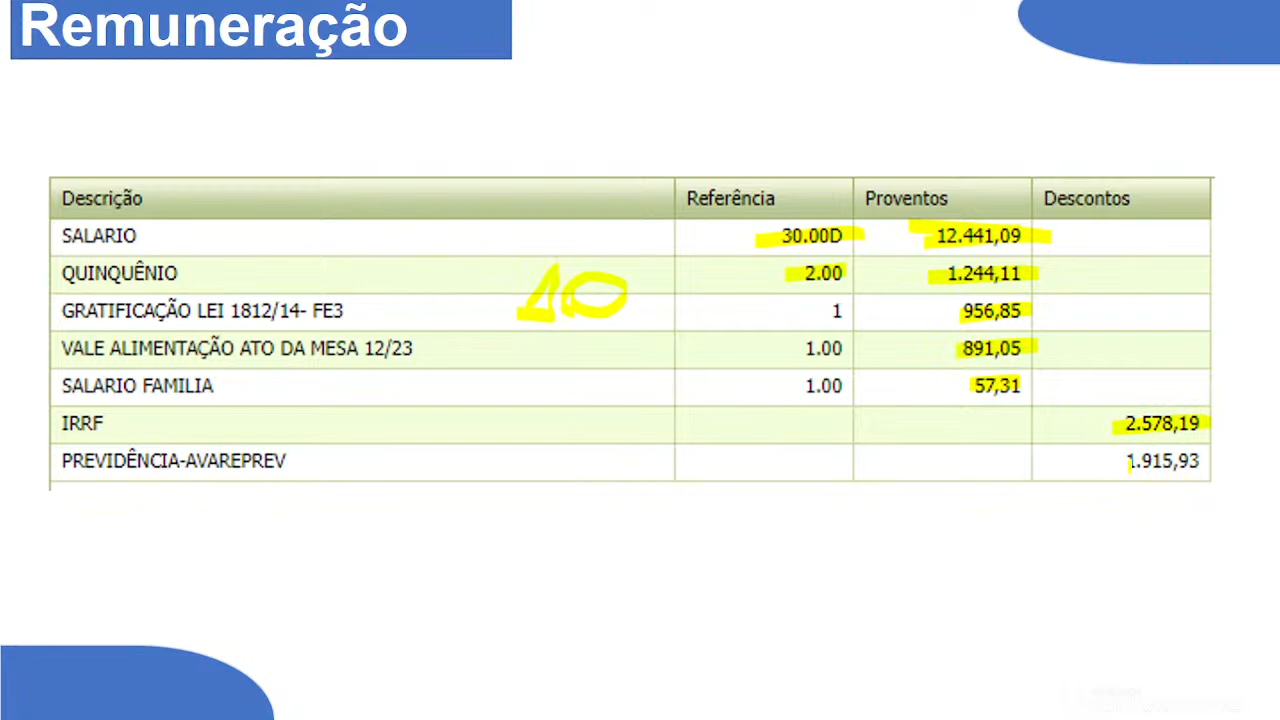 Remuneração
Descrição Referência Proventos Descontos
SALARIO 30.00D 12.441,09
QUINQUÊNIO 2.00 1.244,11
10
GRATIFICAÇÃO LEI 1812/14- FE3 1 956,85
VALE ALIMENTAÇÃO ATO DA MESA 12/23 1.00 891,05
SALARIO FAMILIA 1.00 57,31
IRRF 2.578,19
PREVIDÊNCIA-AVAREPREV 1.915,93